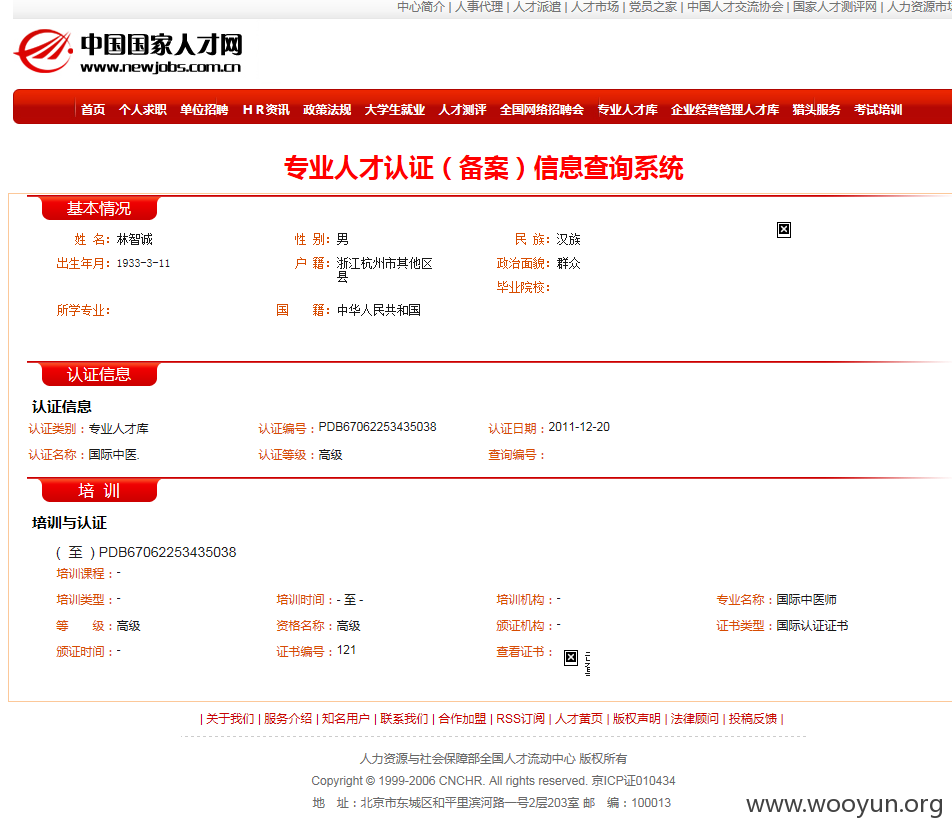 中心简介 | 人事代理 | 人才派遣 | 人才市场 | 党员之家 | 中国人才交流协会 | 国家人才测评网 | 人力资源市场
中国国家人才网
www.newjobs.com.cn
首页 个人求职 单位招聘 HR资讯 政策法规 大学生就业 人才测评 全国网络招聘会 专业人才库 企业经营管理人才库 猎头服务 考试培训
专业人才认证（备案）信息查询系统
基本情况
姓 名： 林智诚 性 别： 男 民 族： 汉族
出生年月： 1933-3-11 户 籍： 浙江杭州市其他区县 政治面貌： 群众
毕业院校：
所学专业： 国 籍： 中华人民共和国
认证信息
认证信息
认证类别：专业人才库 认证编号：PDB67062253435038 认证日期：2011-12-20
认证名称：国际中医. 认证等级：高级 查询编号：
培 训
培训与认证
( 至 ) PDB67062253435038
培训课程：-
培训类型：- 培训时间：- 至 - 培训机构：- 专业名称：国际中医师
等 级：高级 资格名称：高级 颁证机构：- 证书类型：国际认证证书
颁证时间：- 证书编号：121 查看证书：
| 关于我们 | 服务介绍 | 知名用户 | 联系我们 | 合作加盟 | RSS订阅 | 人才黄页 | 版权声明 | 法律顾问 | 投稿反馈 |
人力资源与社会保障部全国人才流动中心 版权所有
Copyright © 1999-2006 CNCHR. All rights reserved. 京ICP证010434
地 址：北京市东城区和平里滨河路一号2层203室 邮 编：100013
www.wooyun.org